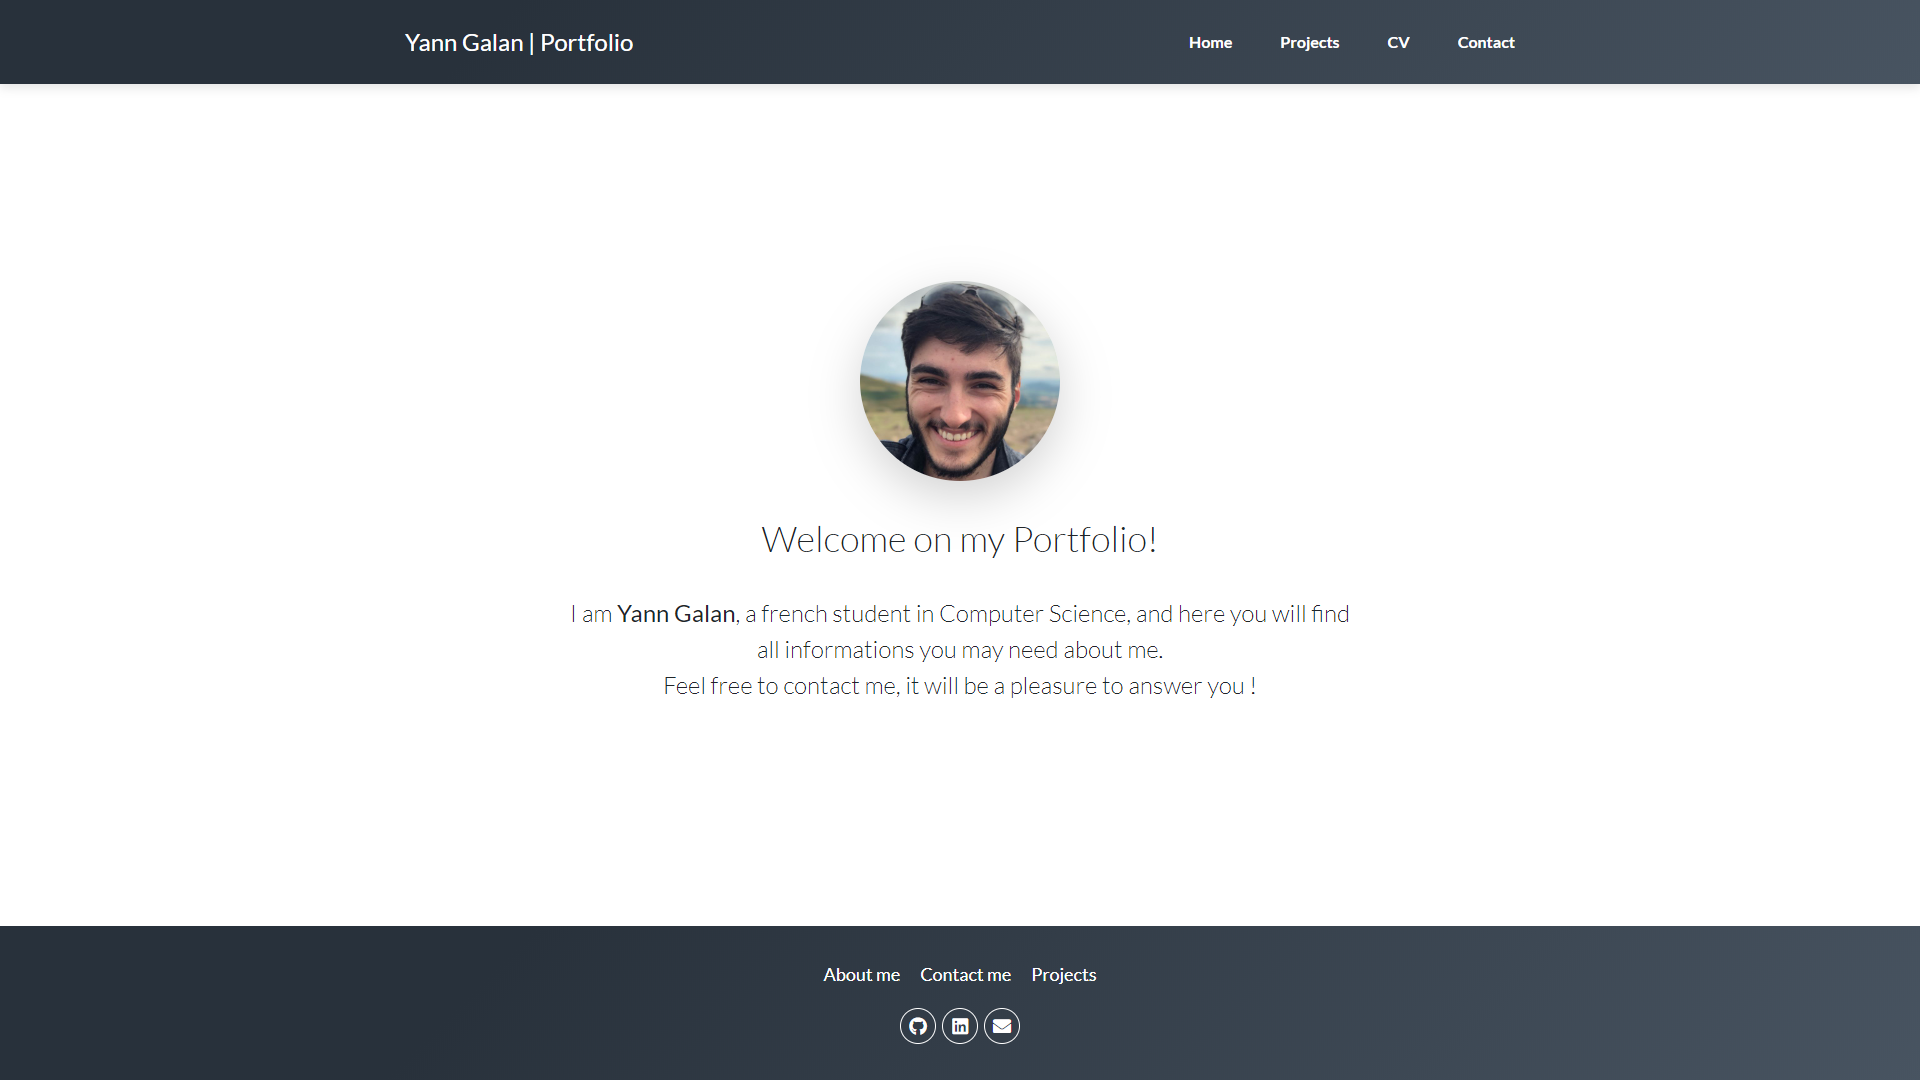 Yann Galan | Portfolio
Home
Projects
CV
Contact
Welcome on my Portfolio!
I am Yann Galan, a french student in Computer Science, and here you will find
all informations you may need about me.
Feel free to contact me, it will be a pleasure to answer you !
About me
Contact me
Projects